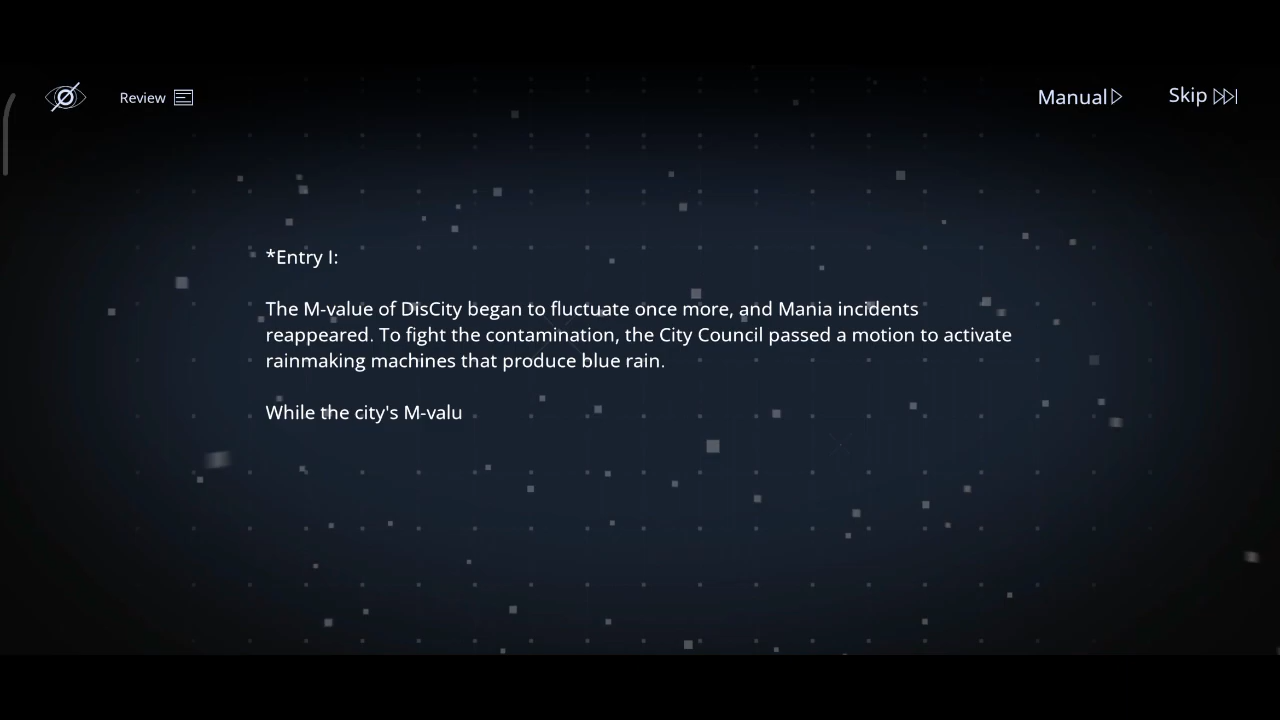 Review
Manual
Skip
*Entry I:
The M-value of DisCity began to fluctuate once more, and Mania incidents
reappeared. To fight the contamination, the City Council passed a motion to activate
rainmaking machines that produce blue rain.
While the city's M-valu